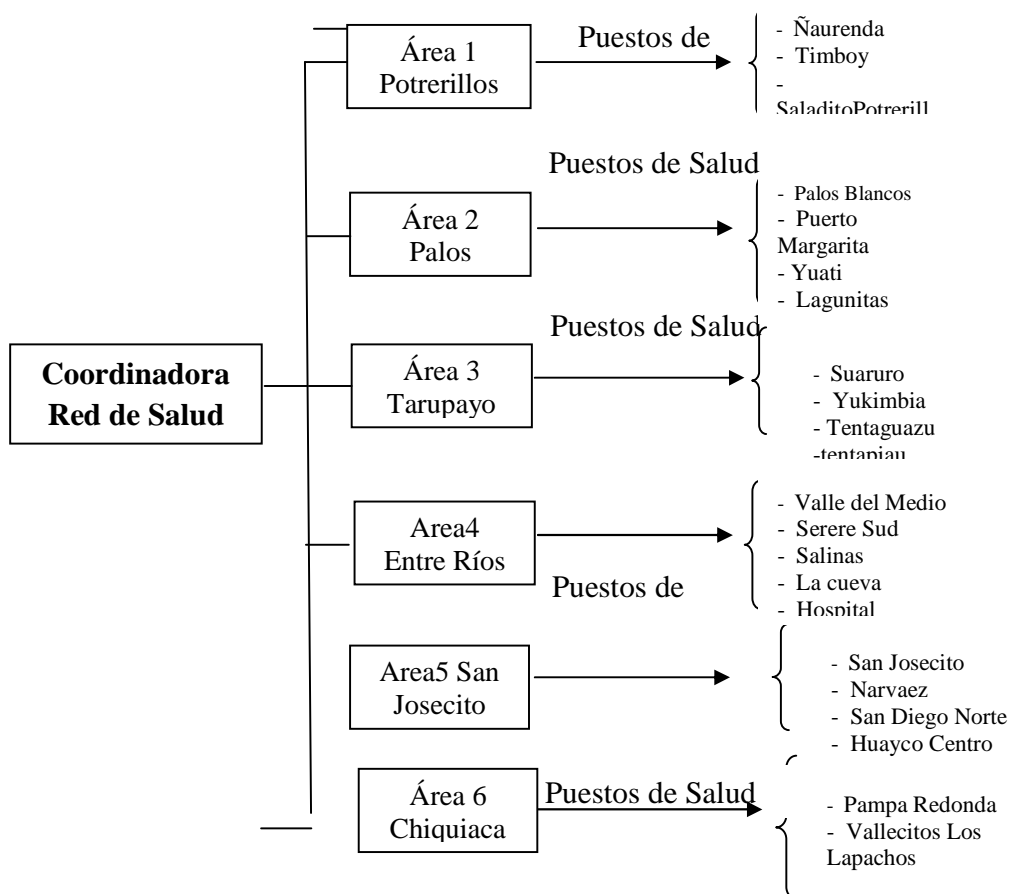 Área 1
Potrerillos
Puestos de
- Ñaurenda
- Timboy
-
SaladitoPotrerill
Puestos de Salud
Área 2
Palos
- Palos Blancos
- Puerto
Margarita
- Yuati
- Lagunitas
Puestos de Salud
Coordinadora
Red de Salud
Área 3
Tarupayo
- Suaruro
- Yukimbia
- Tentaguazu
-tentapiau
Area4
Entre Ríos
Puestos de
- Valle del Medio
- Serere Sud
- Salinas
- La cueva
- Hospital
Area5 San
Josecito
- San Josecito
- Narvaez
- San Diego Norte
- Huayco Centro
Área 6
Chiquiaca
Puestos de Salud
- Pampa Redonda
- Vallecitos Los
Lapachos